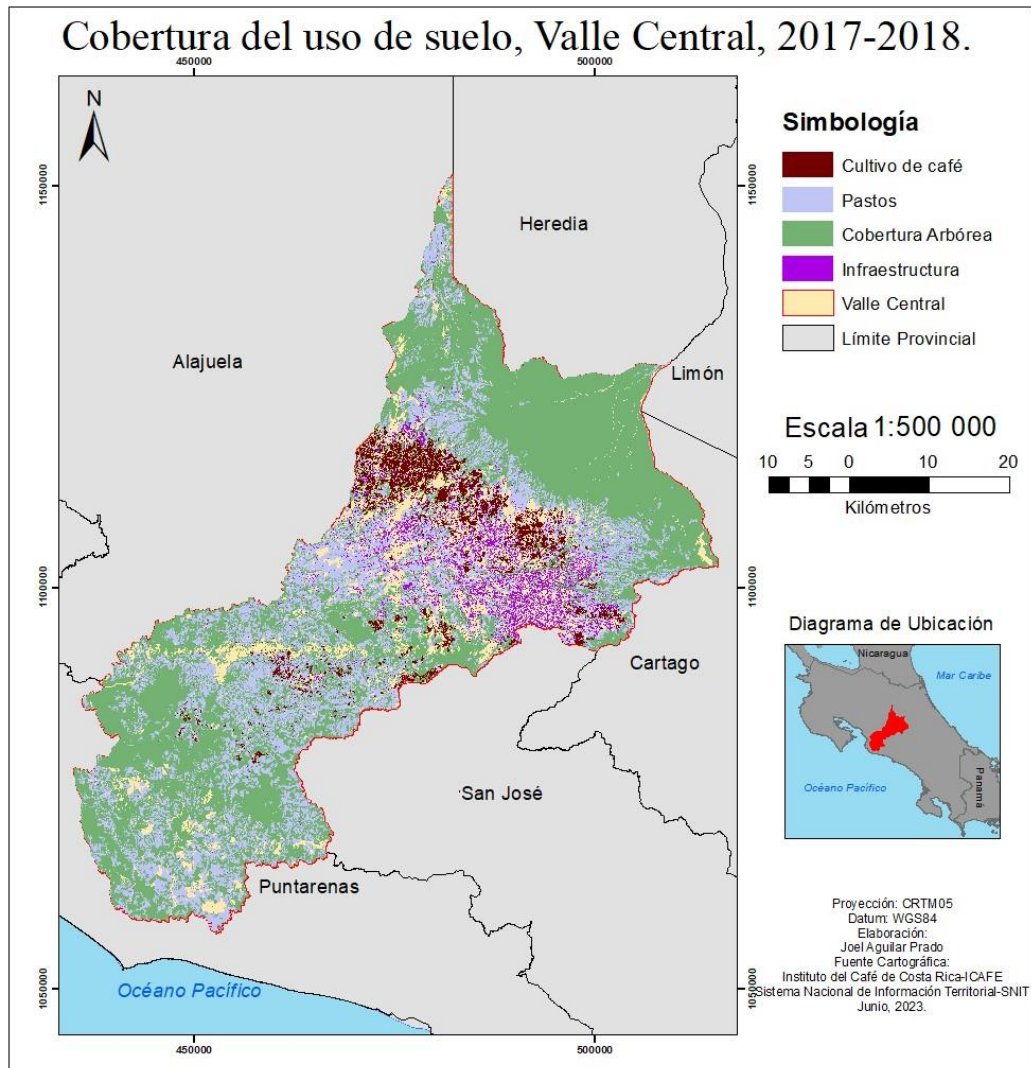 Cobertura del uso de suelo, Valle Central, 2017-2018.
450000
500000
N
1150000
1150000
Simbología
Cultivo de café
Pastos
Cobertura Arbórea
Infraestructura
Valle Central
Límite Provincial
Heredia
Alajuela
Limón
Escala 1:500 000
10 5 0 10 20
Kilómetros
1100000
1100000
Diagrama de Ubicación
Nicaragua
Mar Caribe
Océano Pacífico
Panamá
Cartago
San José
Puntarenas
Proyección: CRTM05
Datum: WGS84
Elaboración:
Joel Aguilar Prado
Fuente Cartográfica:
Instituto del Café de Costa Rica-ICAFE
Sistema Nacional de Información Territorial-SNIT
Junio, 2023.
1050000
1050000
Océano Pacífico
450000
500000